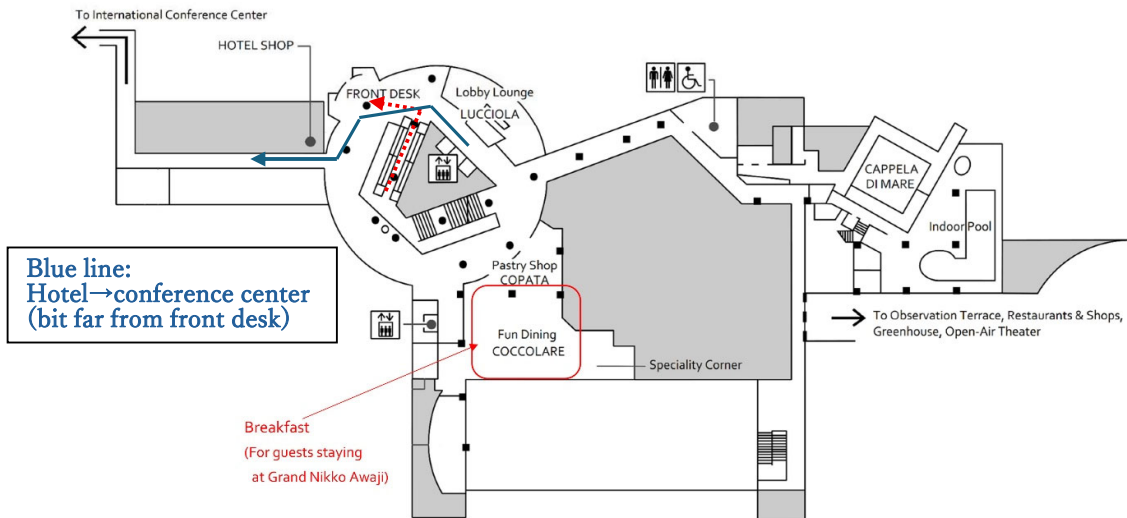 To International Conference Center
HOTEL SHOP
FRONT DESK
Lobby Lounge
LUCCIOLA
CAPPELA
DI MARE
Indoor Pool
Blue line:
Hotel→conference center
(bit far from front desk)
Pastry Shop
COPATA
Fun Dining
COCCOLARE
Speciality Corner
To Observation Terrace, Restaurants & Shops,
Greenhouse, Open-Air Theater
Breakfast
(For guests staying
at Grand Nikko Awaji)